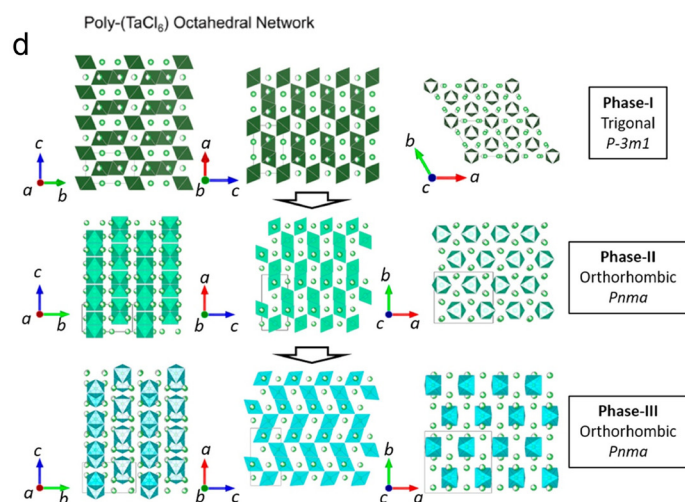 Poly-(TaCl₆) Octahedral Network
d
c
a
b
a
b
c
b
c
a
Phase-I
Trigonal
P-3m1
c
a
b
a
b
c
b
c
a
Phase-II
Orthorhombic
Pnma
c
a
b
a
b
c
b
c
a
Phase-III
Orthorhombic
Pnma